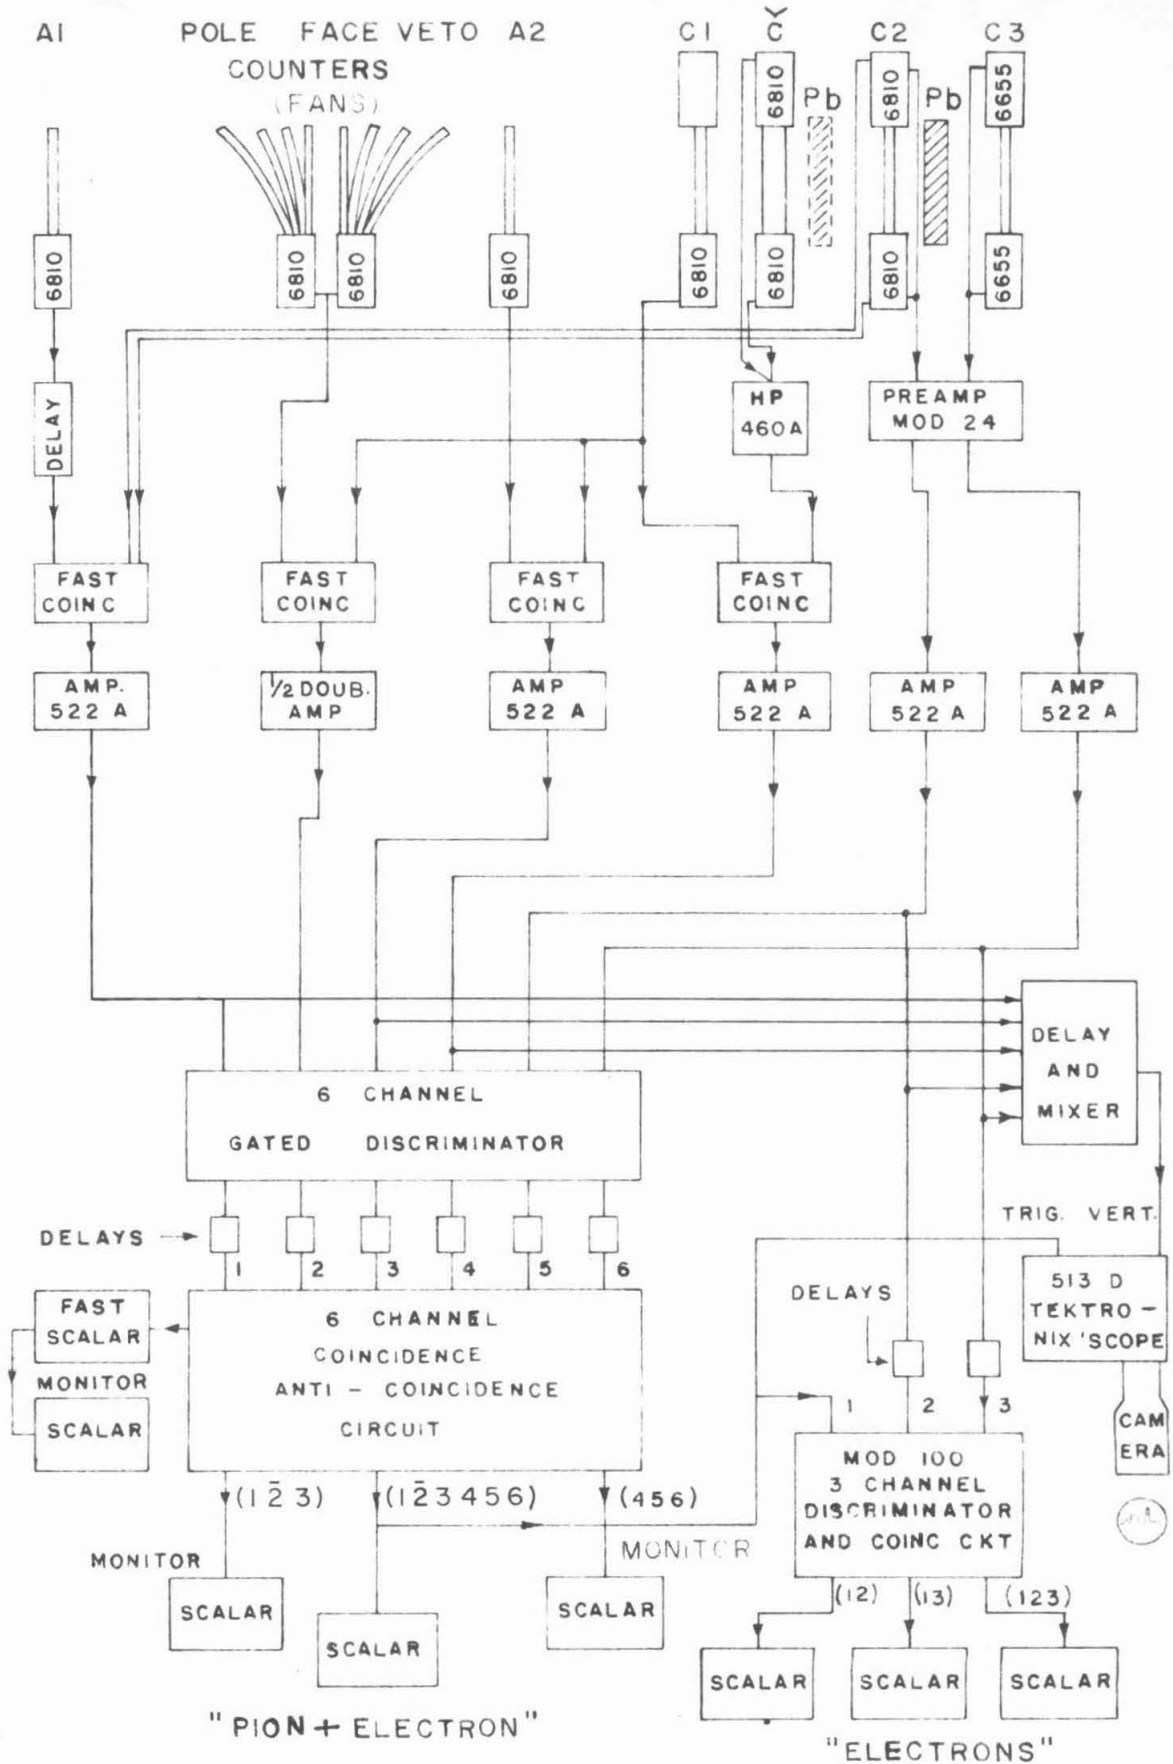 A1
POLE FACE VETO
COUNTERS
(FANS)
A2
C1
Č
C2
C3
6810
6810
6655
Pb
Pb
6810
6810
6810
6810
6810
6810
6810
6655
DELAY
HP
460A
PREAMP
MOD 24
FAST
COINC
FAST
COINC
FAST
COINC
FAST
COINC
AMP.
522 A
1/2 DOUB.
AMP
AMP
522 A
AMP
522 A
AMP
522 A
AMP
522 A
DELAY
AND
MIXER
6 CHANNEL
GATED DISCRIMINATOR
DELAYS
1 2 3 4 5 6
TRIG. VERT.
513 D
TEKTRO-
NIX 'SCOPE
CAM
ERA
DELAYS
FAST
SCALAR
MONITOR
SCALAR
6 CHANNEL
COINCIDENCE
ANTI - COINCIDENCE
CIRCUIT
1 2 3
MOD 100
3 CHANNEL
DISCRIMINATOR
AND COINC CKT
(12̄3)
(12̄3456)
(456)
MONITOR
MONITOR
SCALAR
SCALAR
SCALAR
(12)
(13)
(123)
SCALAR
SCALAR
SCALAR
"PION + ELECTRON"
"ELECTRONS"